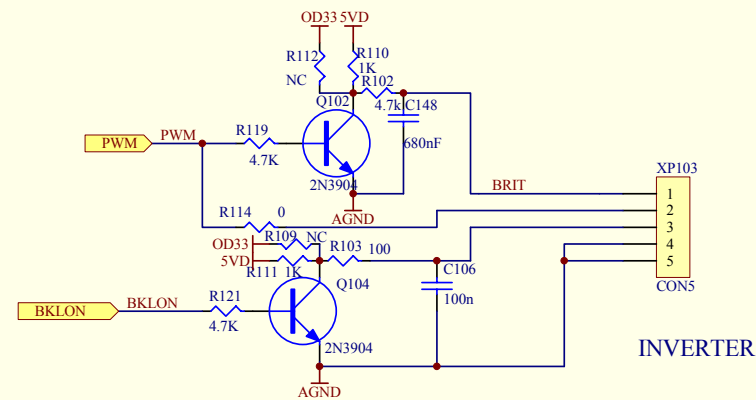 OD33 5VD
R112
R110
1K
NC
R102
Q102
4.7k
C148
R119
PWM
PWM
4.7K
680nF
XP103
2N3904
BRIT
1
AGND
2
R114
0
3
R109
NC
OD33
R103
100
4
5VD
5
R111
1K
C106
Q104
CON5
R121
100n
BKLON
BKLON
4.7K
2N3904
INVERTER
AGND